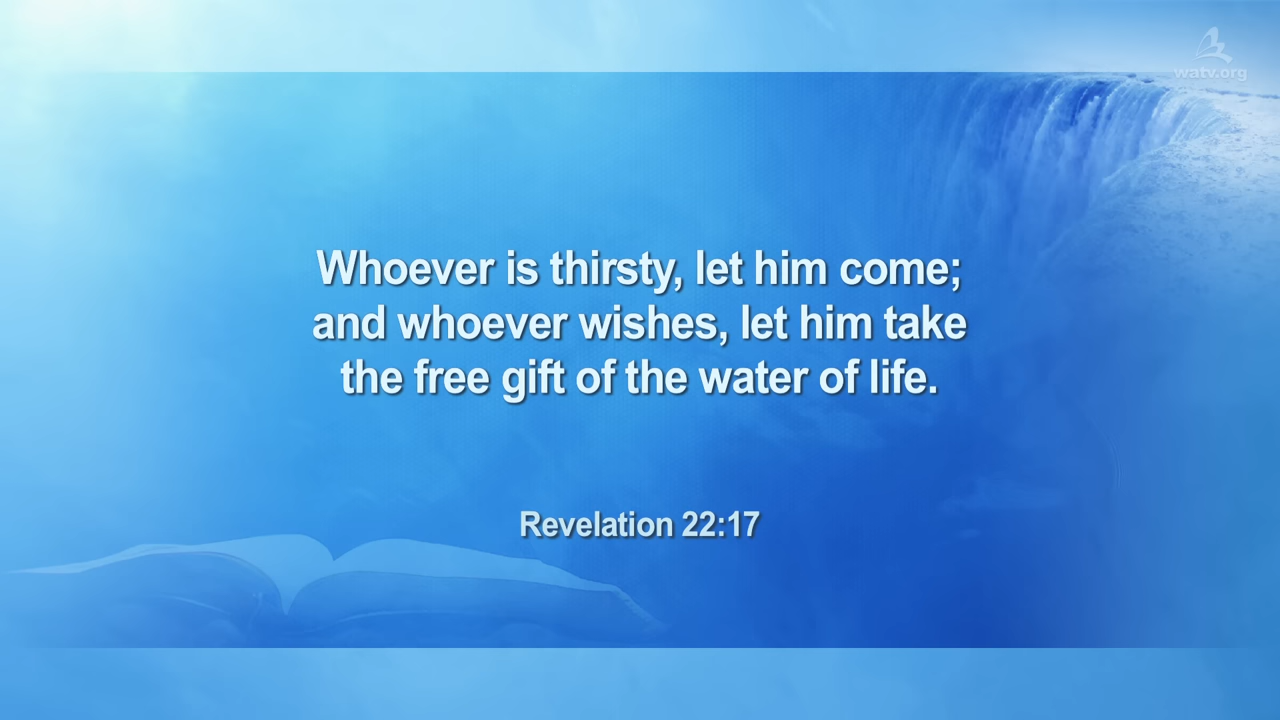 watv.org
Whoever is thirsty, let him come;
and whoever wishes, let him take
the free gift of the water of life.
Revelation 22:17